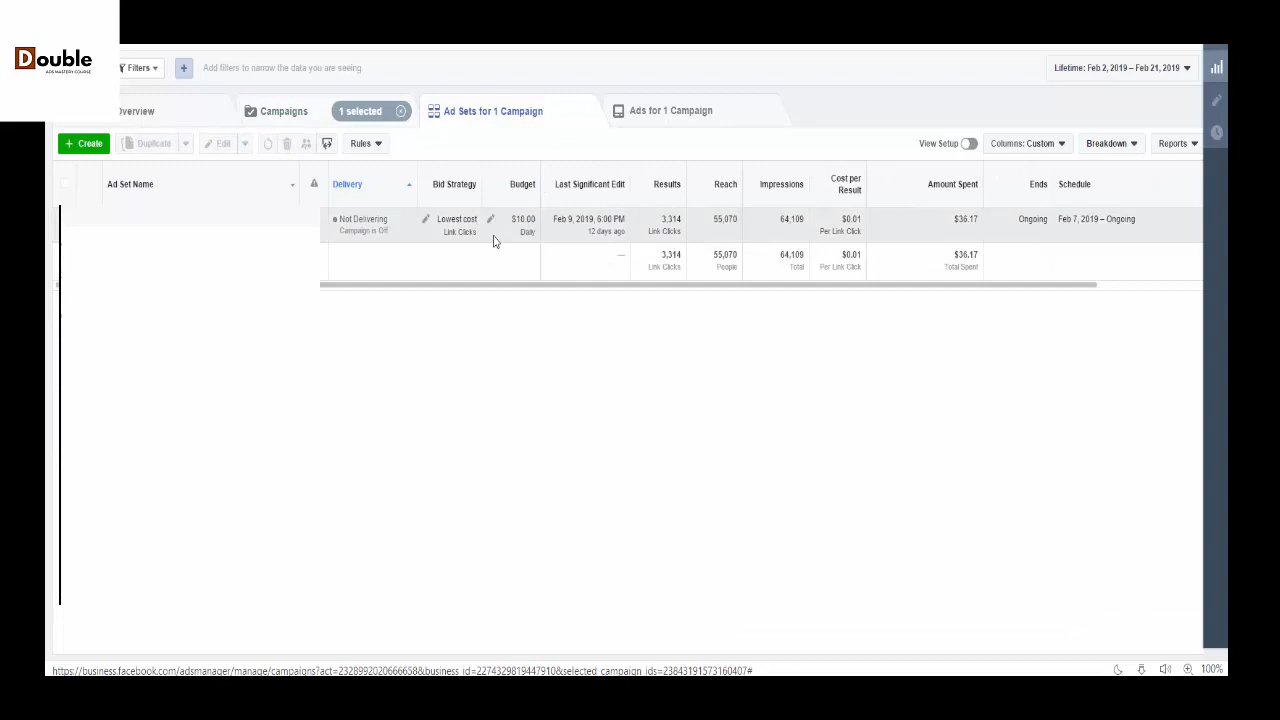 Double
ADS MASTERY COURSE
Filters
+
Add filters to narrow the data you are seeing
Lifetime: Feb 2, 2019 – Feb 21, 2019
Overview
Campaigns
1 selected
Ad Sets for 1 Campaign
Ads for 1 Campaign
+ Create
Duplicate
Edit
Rules
View Setup
Columns: Custom
Breakdown
Reports
Ad Set Name
Delivery
Bid Strategy
Budget
Last Significant Edit
Results
Reach
Impressions
Cost per
Result
Amount Spent
Ends
Schedule
Not Delivering
Campaign is Off
Lowest cost
Link Clicks
$10.00
Daily
Feb 9, 2019, 6:00 PM
12 days ago
3,314
Link Clicks
55,070
64,109
$0.01
Per Link Click
$36.17
Ongoing
Feb 7, 2019 – Ongoing
—
3,314
Link Clicks
55,070
People
64,109
Total
$0.01
Per Link Click
$36.17
Total Spent
https://business.facebook.com/adsmanager/manage/campaigns?act=2328992020666658&business_id=2274329819447910&selected_campaign_ids=23843191573160407#
100%